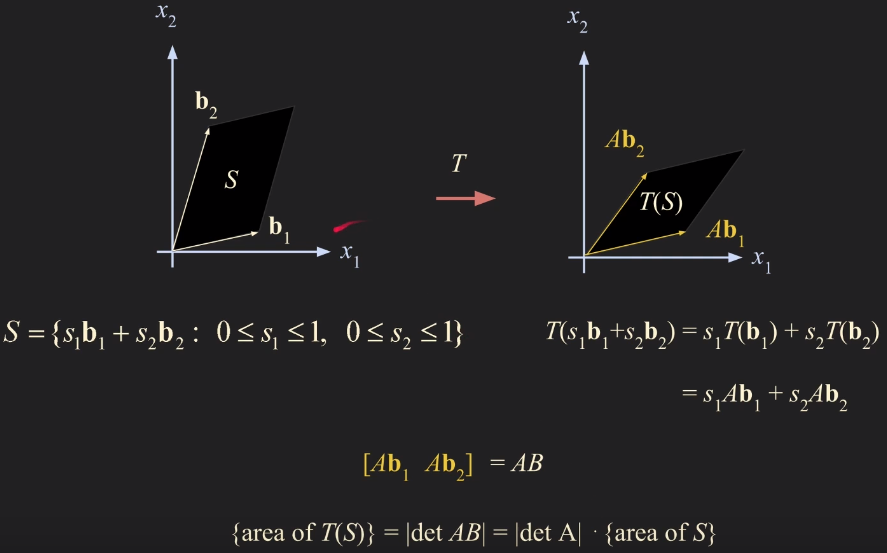 x₂
b₂
S
b₁
x₁
T
x₂
Ab₂
T(S)
Ab₁
x₁
S = {s₁b₁ + s₂b₂ : 0 ≤ s₁ ≤ 1, 0 ≤ s₂ ≤ 1}
T(s₁b₁+s₂b₂) = s₁T(b₁) + s₂T(b₂)
= s₁Ab₁ + s₂Ab₂
[Ab₁ Ab₂] = AB
{area of T(S)} = |det AB| = |det A| · {area of S}